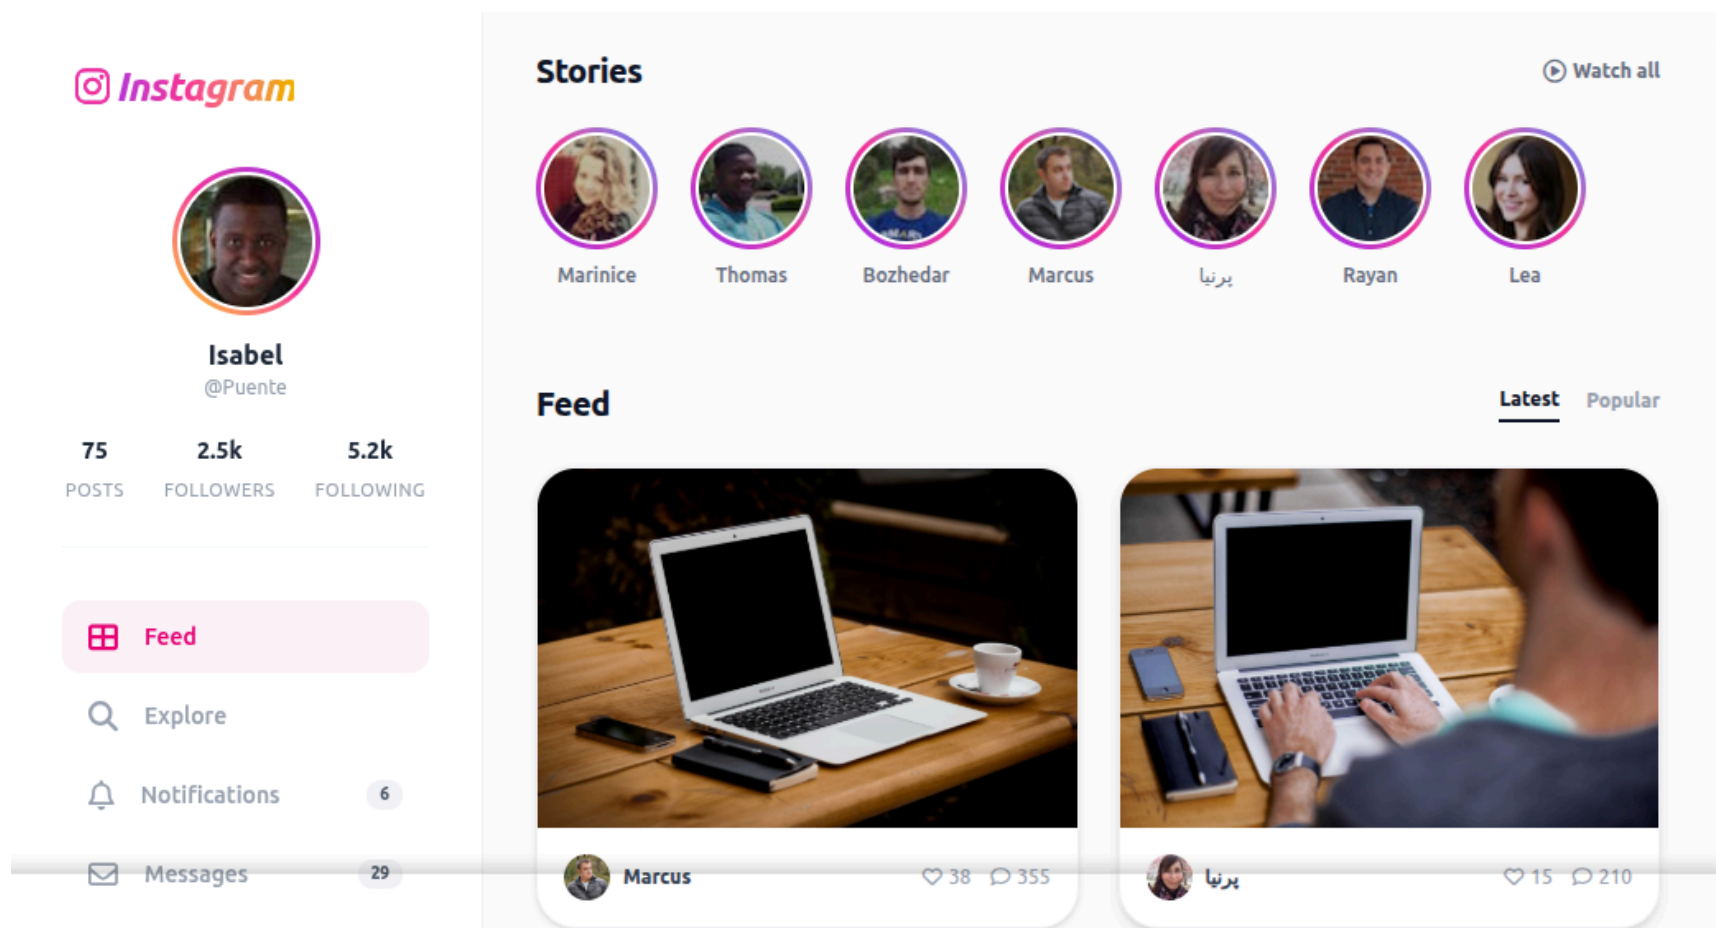 Instagram
Isabel
@Puente
75 2.5k 5.2k
POSTS FOLLOWERS FOLLOWING
Feed
Explore
Notifications 6
Messages 29
Stories
Watch all
Marinice Thomas Bozhedar Marcus پرنیا Rayan Lea
Feed
Latest Popular
Marcus 38 355
پرنیا 15 210